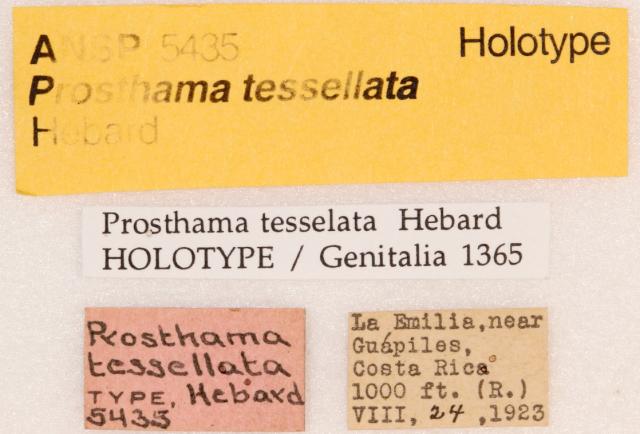 ANSP 5435 Holotype
Prosthama tessellata
Hebard
Prosthama tesselata Hebard
HOLOTYPE / Genitalia 1365
Prosthama
tessellata
TYPE, Hebard
5435
La Emilia, near
Guápiles,
Costa Rica
1000 ft. (R.)
VIII, 24 ,1923